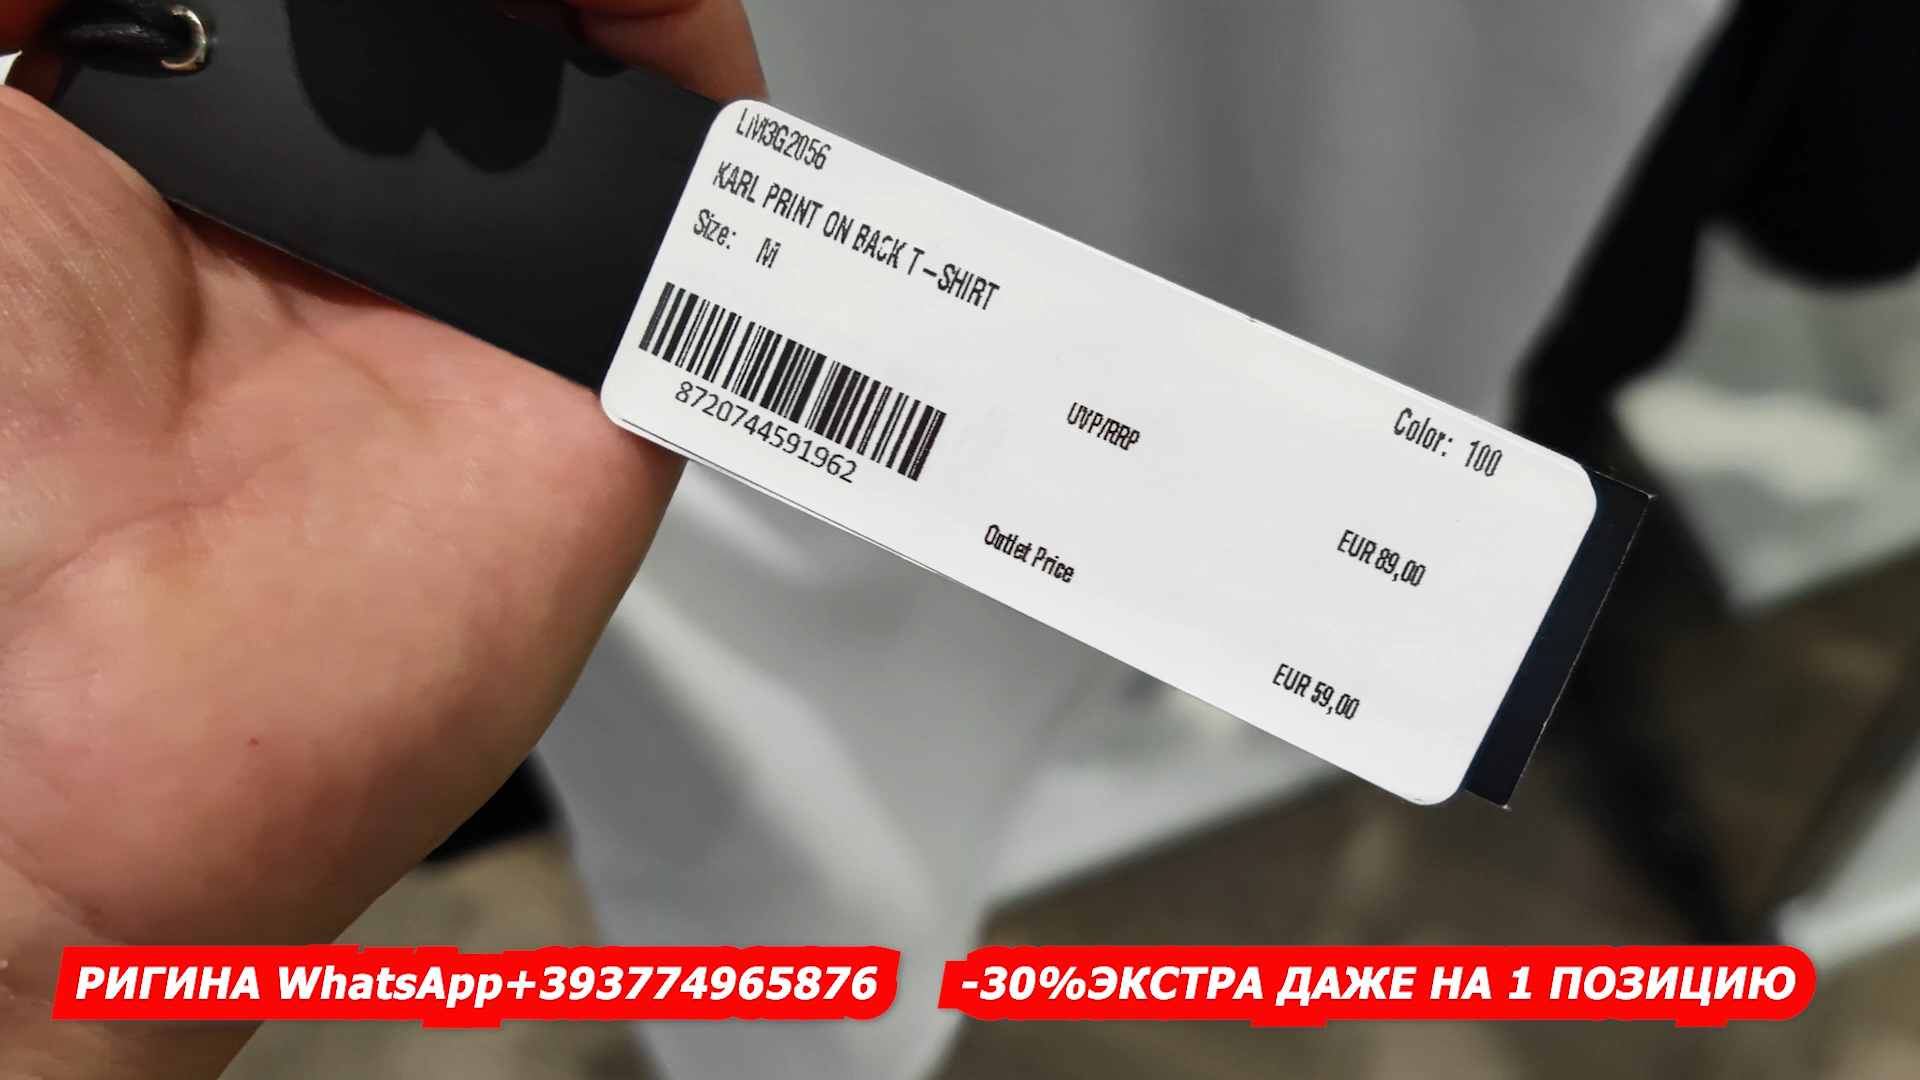 LM3G2056
KARL PRINT ON BACK T-SHIRT
Size: M
8720744591962
UVP/RRP
Color: 100
EUR 89,00
Outlet Price
EUR 59,00
РИГИНА WhatsApp+393774965876
-30%ЭКСТРА ДАЖЕ НА 1 ПОЗИЦИЮ